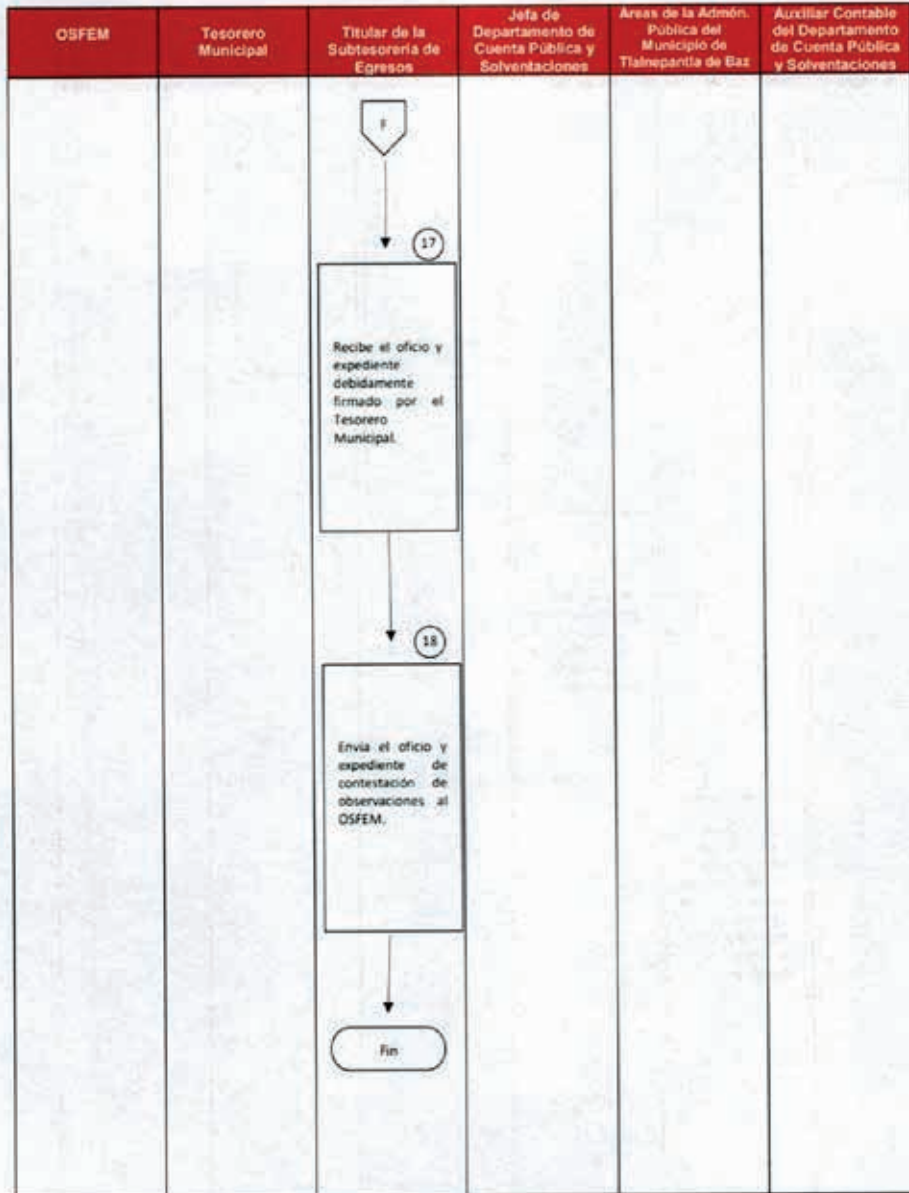 OSFEM
Tesorero
Municipal
Titular de la
Subtesorería de
Egresos
Jefa de
Departamento de
Cuenta Pública y
Solventaciones
Áreas de la Admón.
Pública del
Municipio de
Tlalnepantla de Baz
Auxiliar Contable
del Departamento
de Cuenta Pública
y Solventaciones
F
17
Recibe el oficio y
expediente
debidamente
firmado por el
Tesorero
Municipal.
18
Envía el oficio y
expediente de
contestación de
observaciones al
OSFEM.
Fin